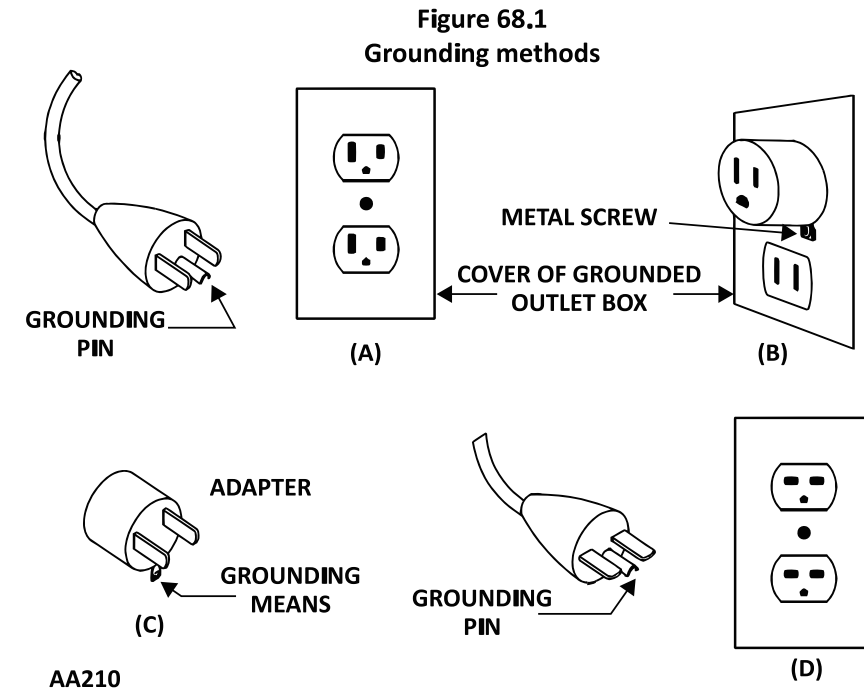 Figure 68.1
Grounding methods
METAL SCREW
COVER OF GROUNDED
OUTLET BOX
GROUNDING
PIN
(A)
(B)
ADAPTER
GROUNDING
MEANS
(C)
GROUNDING
PIN
(D)
AA210